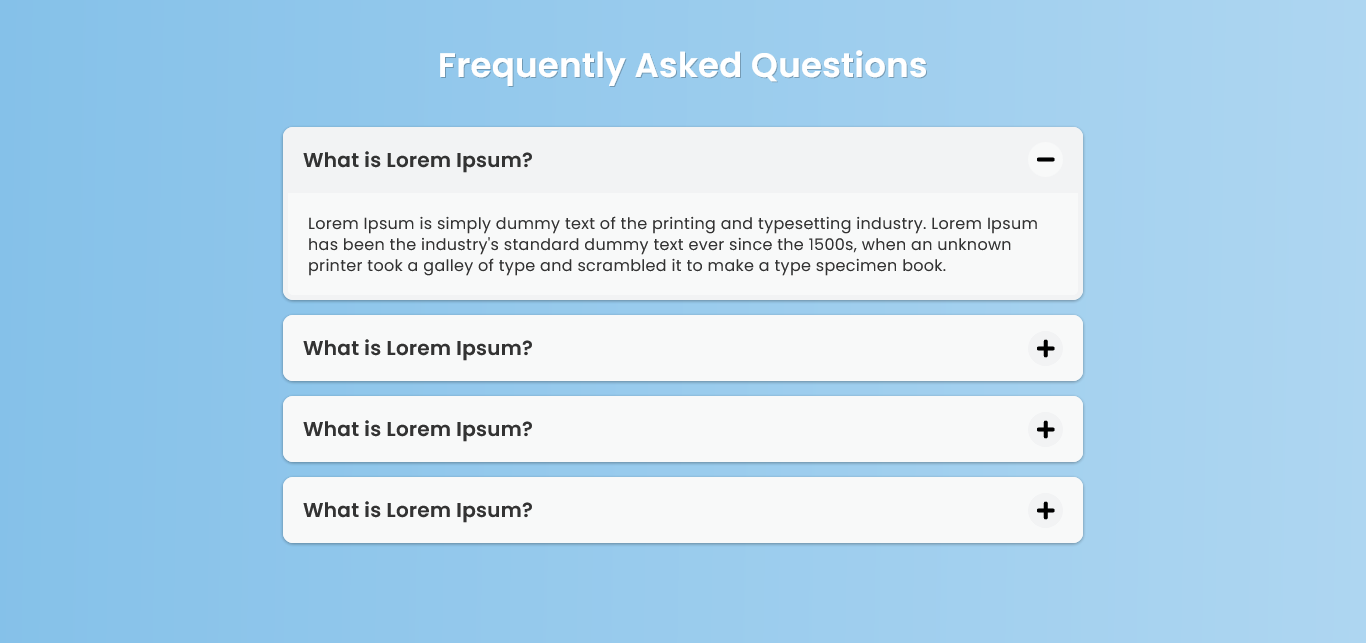 Frequently Asked Questions
What is Lorem Ipsum?
Lorem Ipsum is simply dummy text of the printing and typesetting industry. Lorem Ipsum
has been the industry's standard dummy text ever since the 1500s, when an unknown
printer took a galley of type and scrambled it to make a type specimen book.
What is Lorem Ipsum?
What is Lorem Ipsum?
What is Lorem Ipsum?